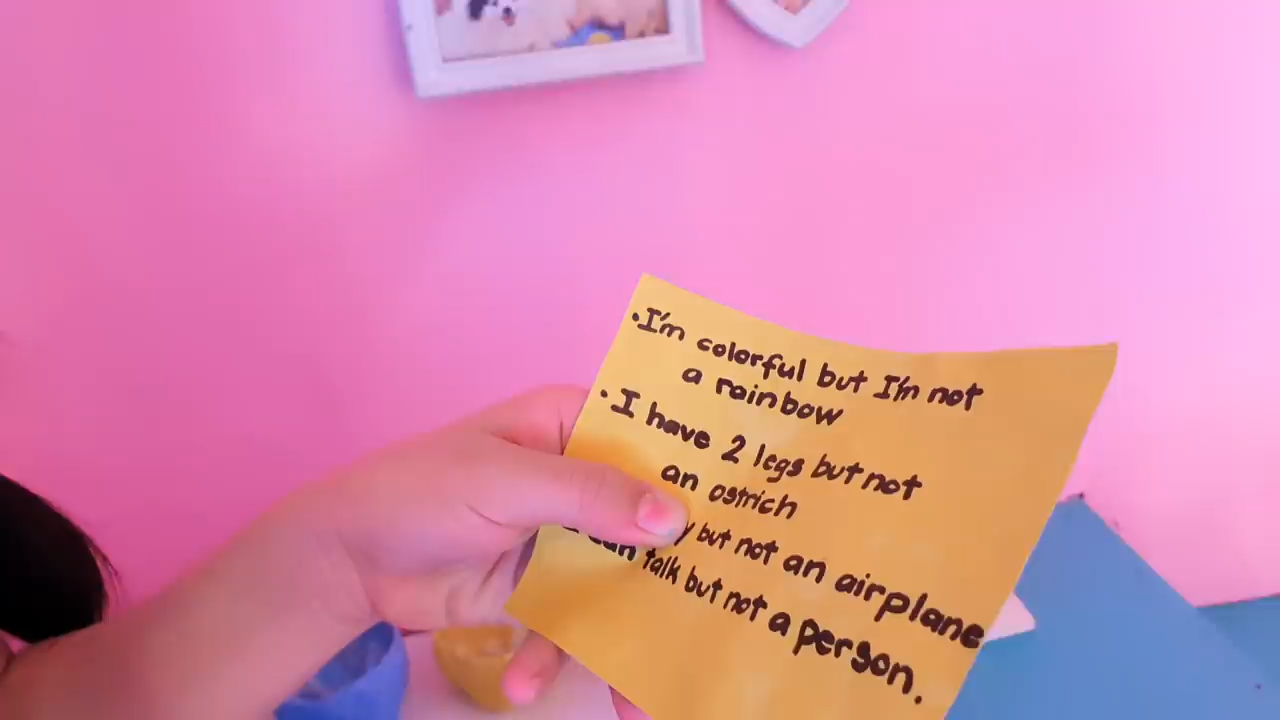 • I'm colorful but I'm not
a rainbow
• I have 2 legs but not
an ostrich
but not an airplane
can talk but not a person.